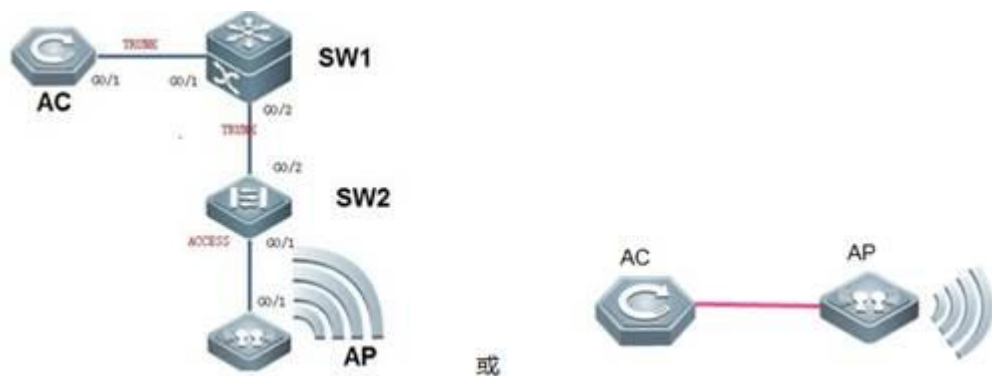 TRUNK
SW1
G0/1
G0/1
AC
G0/2
TRUNK
G0/2
SW2
ACCESS
G0/1
G0/1
AP
或
AC
AP